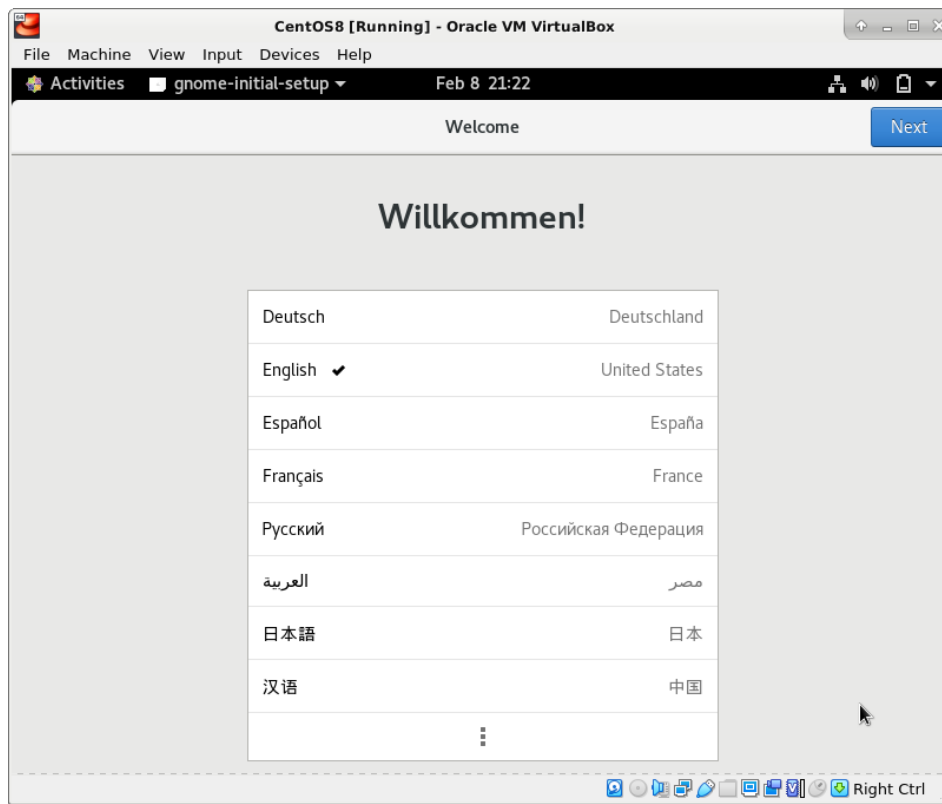 CentOS8 [Running] - Oracle VM VirtualBox
File Machine View Input Devices Help
Activities gnome-initial-setup Feb 8 21:22
Welcome Next
Willkommen!
Deutsch Deutschland
English United States
Español España
Français France
Русский Российская Федерация
العربية مصر
日本語 日本
汉语 中国
Right Ctrl